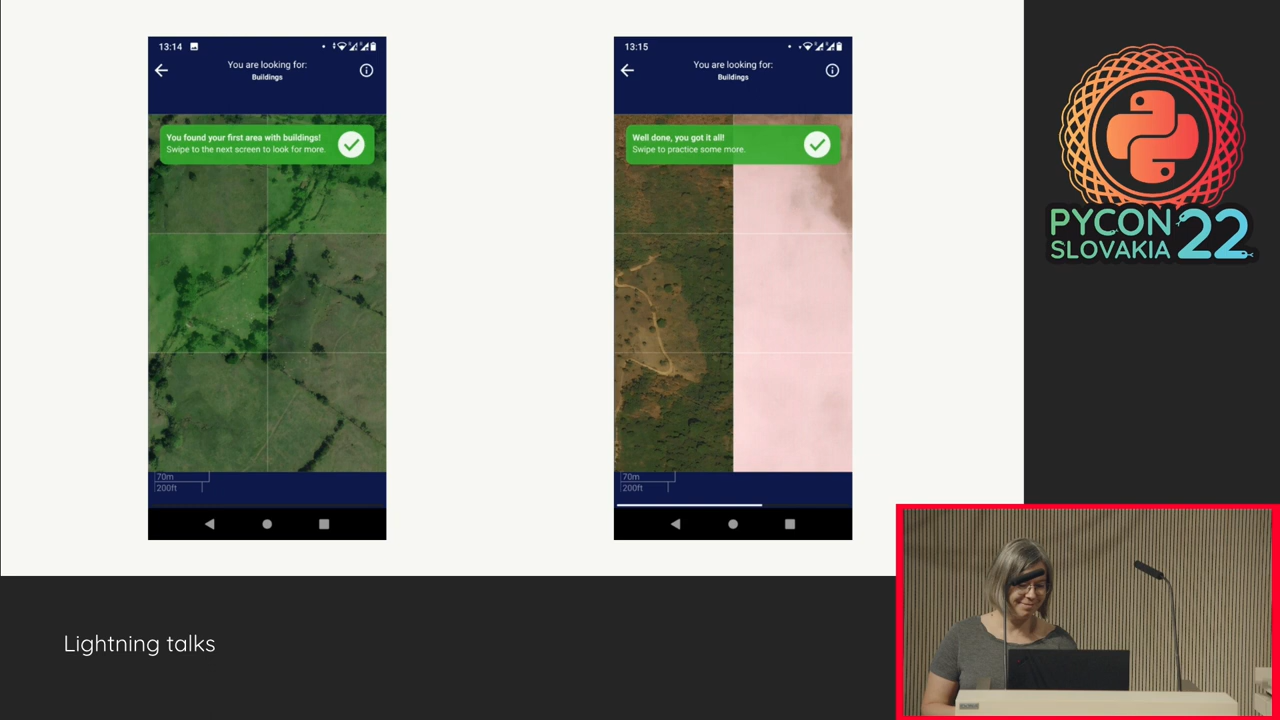 13:14
You are looking for:
Buildings
You found your first area with buildings!
Swipe to the next screen to look for more.
70m
200ft
13:15
You are looking for:
Buildings
Well done, you got it all!
Swipe to practice some more.
70m
200ft
PYCON
SLOVAKIA 22
Lightning talks